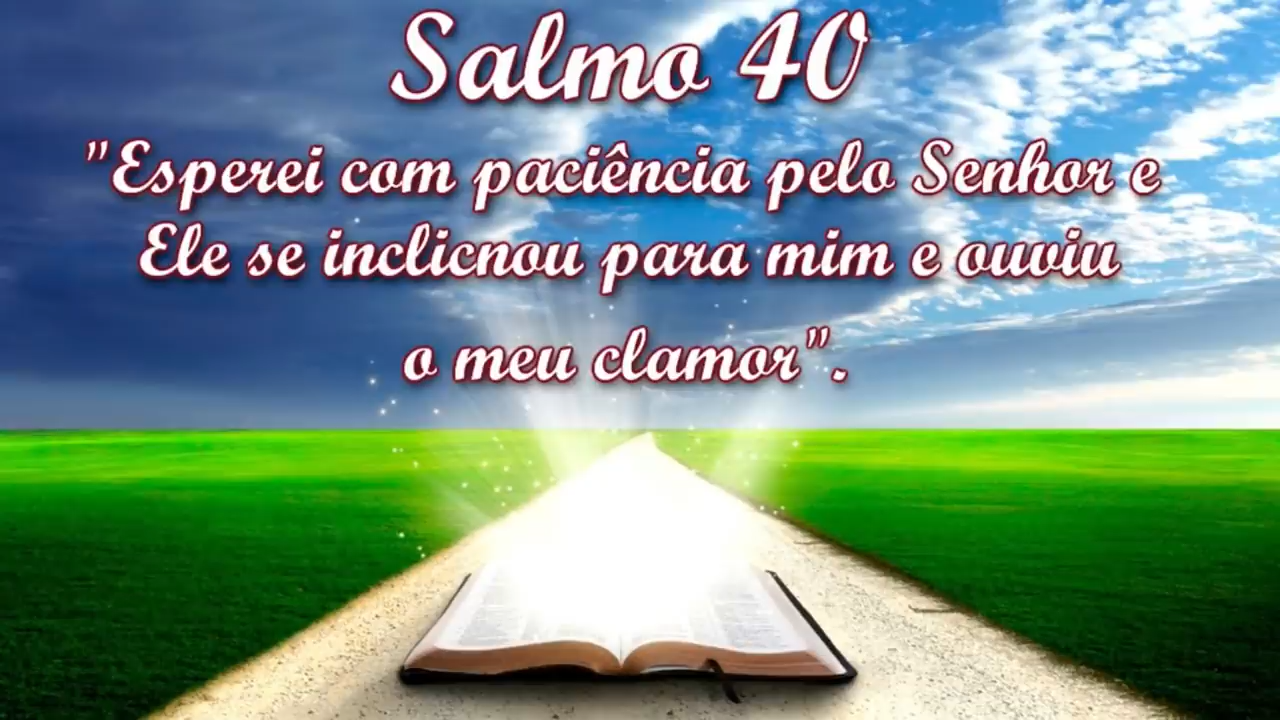 Salmo 40
"Esperei com paciência pelo Senhor e
Ele se inclicnou para mim e ouviu
o meu clamor".